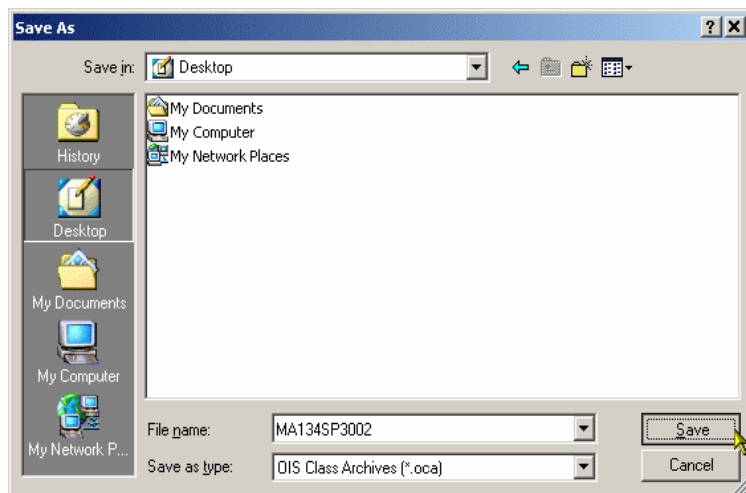 Save As
Save in:
Desktop
History
Desktop
My Documents
My Computer
My Network P...
My Documents
My Computer
My Network Places
File name:
MA134SP3002
Save
Save as type:
OIS Class Archives (*.oca)
Cancel